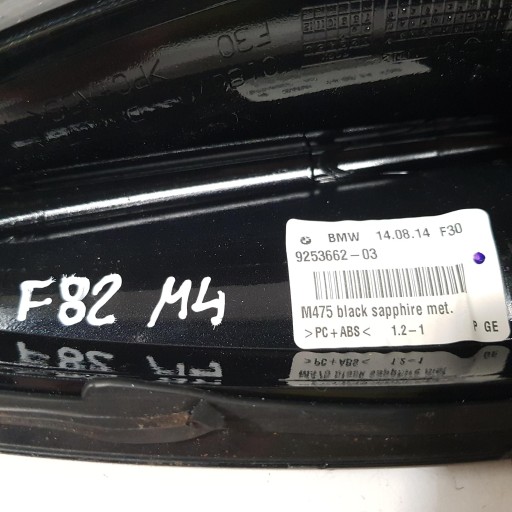 F30
BMW 14.08.14 F30
9253662-03
M475 black sapphire met.
>PC+ABS< 1.2-1 P GE
F82 M4